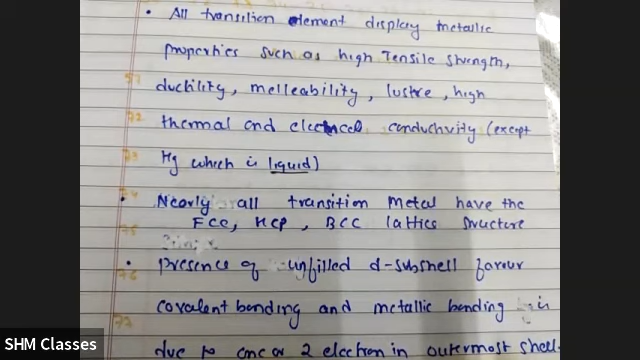 • All transition element display metallic
properties such as high Tensile strength,
ductility, melleability, lustre, high
thermal and electrical conductivity (except
Hg which is liquid)
• Nearly all transition metal have the
FCC, HCP, BCC lattice structure
• presence of unfilled d-subshell favour
covalent bonding and metallic bonding is
due to one or 2 electron in outermost shell.
SHM Classes